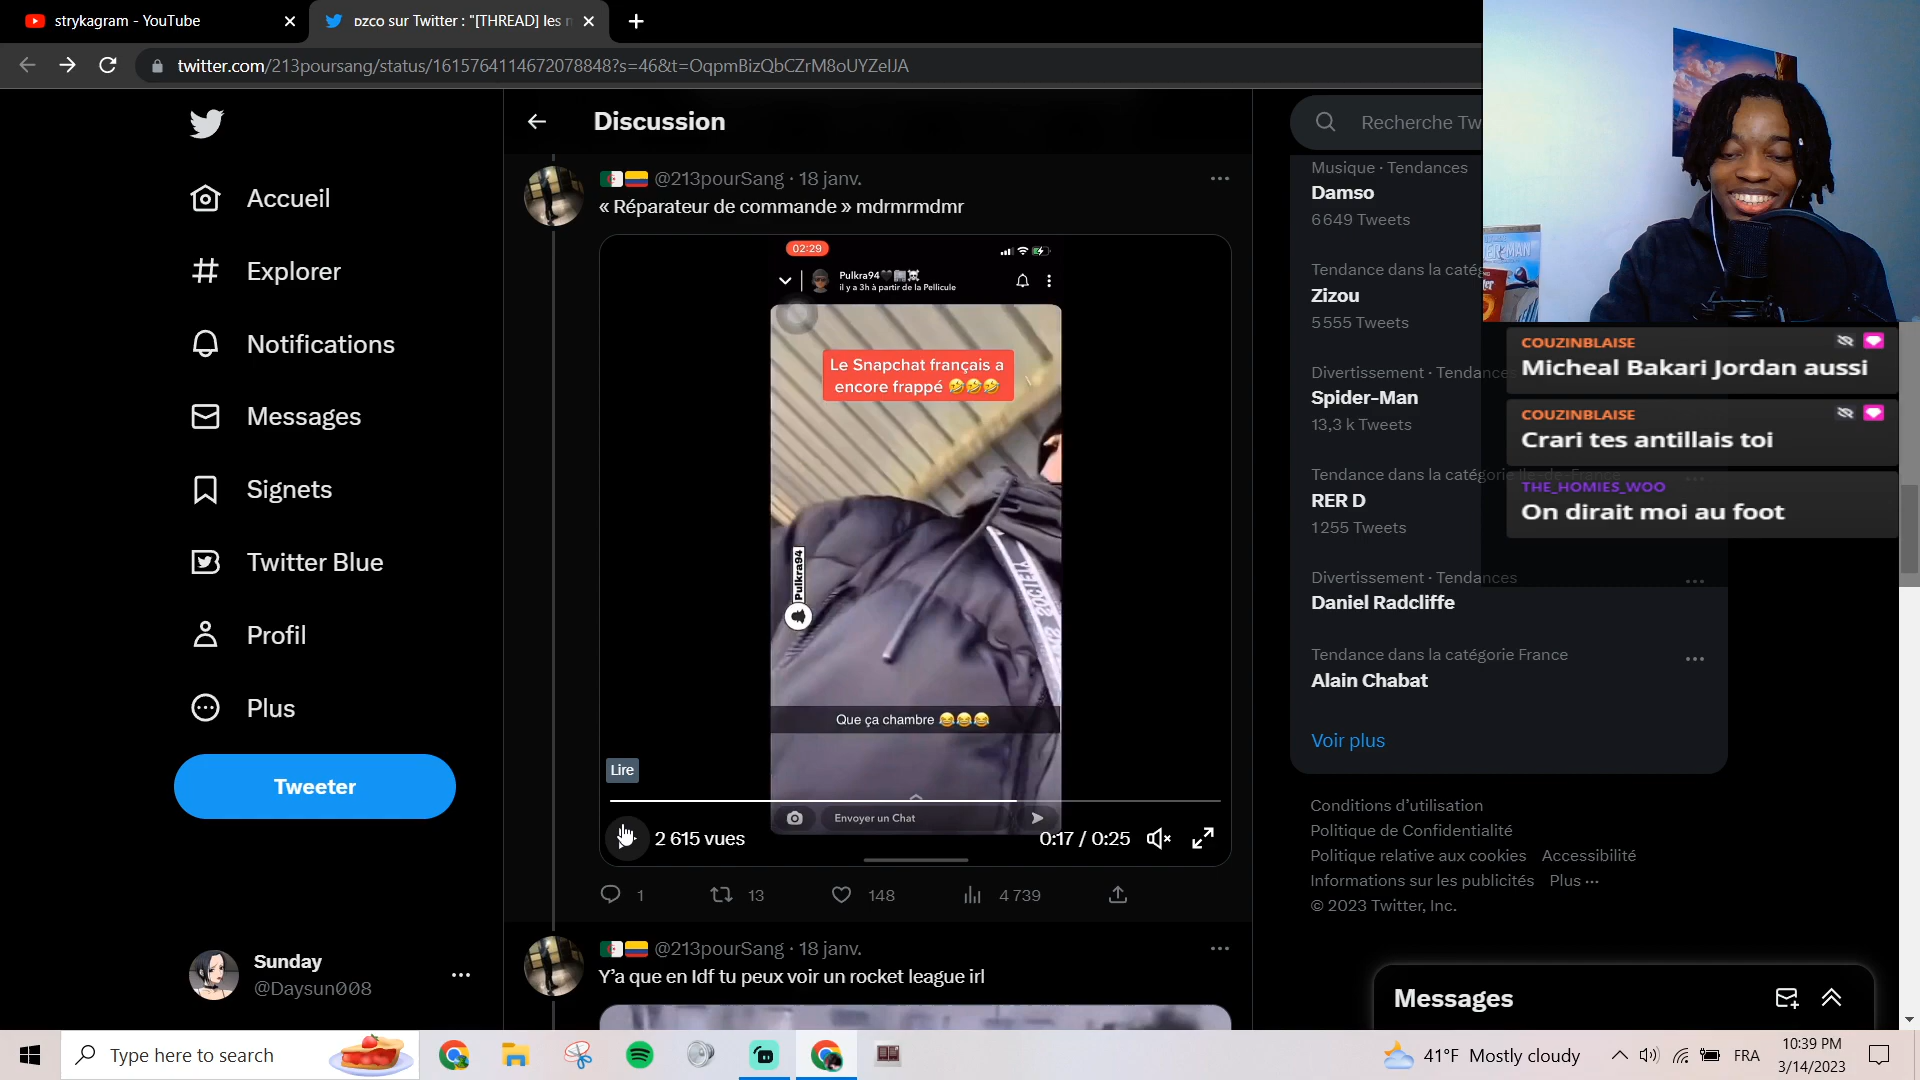 strykagram - YouTube
DZCO sur Twitter : "[THREAD] les n
twitter.com/213poursang/status/1615764114672078848?s=46&t=OqpmBizQbCZrM8oUYZeIJA
Accueil
Explorer
Notifications
Messages
Signets
Twitter Blue
Profil
Plus
Tweeter
Sunday
@Daysun008
Discussion
@213pourSang · 18 janv.
« Réparateur de commande » mdrmrmdmr
02:29
Pulkra94
il y a 3h à partir de la Pellicule
Le Snapchat français a
encore frappé 🤣🤣🤣
Pulkra94
Que ça chambre 😂😂😂
Lire
Envoyer un Chat
2 615 vues
0:17 / 0:25
1
13
148
4 739
@213pourSang · 18 janv.
Y'a que en Idf tu peux voir un rocket league irl
Recherche Tw
Musique · Tendances
Damso
6 649 Tweets
Tendance dans la catég
Zizou
5 555 Tweets
Divertissement · Tendances
Spider-Man
13,3 k Tweets
Tendance dans la catégorie Ile-de-France
RER D
1 255 Tweets
Divertissement · Tendances
Daniel Radcliffe
Tendance dans la catégorie France
Alain Chabat
Voir plus
Conditions d'utilisation
Politique de Confidentialité
Politique relative aux cookies Accessibilité
Informations sur les publicités Plus ···
© 2023 Twitter, Inc.
COUZINBLAISE
Micheal Bakari Jordan aussi
COUZINBLAISE
Crari tes antillais toi
THE_HOMIES_WOO
On dirait moi au foot
Messages
Type here to search
41°F Mostly cloudy
FRA
10:39 PM
3/14/2023